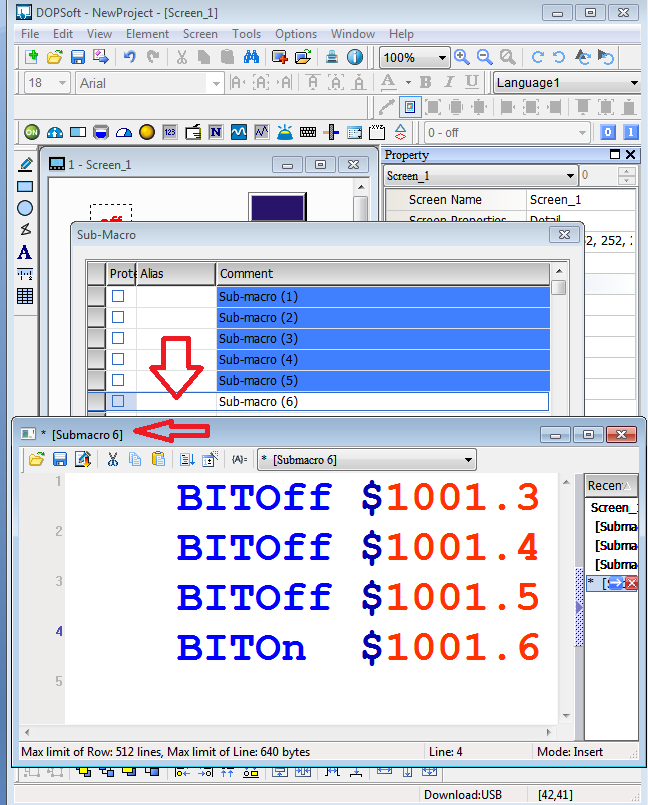 DOPSoft - NewProject - [Screen_1]
File Edit View Element Screen Tools Options Window Help
100%
18 Arial A A A A A A A B I U Language1
ON 123 N A 0 - off 0 1
1 - Screen_1
Property
Screen_1 0
Screen Name Screen_1
Screen Properties Detail
off
Sub-Macro
Prote Alias Comment
Sub-macro (1)
Sub-macro (2)
Sub-macro (3)
Sub-macro (4)
Sub-macro (5)
Sub-macro (6)
* [Submacro 6]
(A)= * [Submacro 6]
1 BITOff $1001.3
2 BITOff $1001.4
3 BITOff $1001.5
4 BITOn $1001.6
5
Recen
Screen_
[Subma
[Subma
[Subma
* [S
Max limit of Row: 512 lines, Max limit of Line: 640 bytes Line: 4 Mode: Insert
Download:USB [42,41]